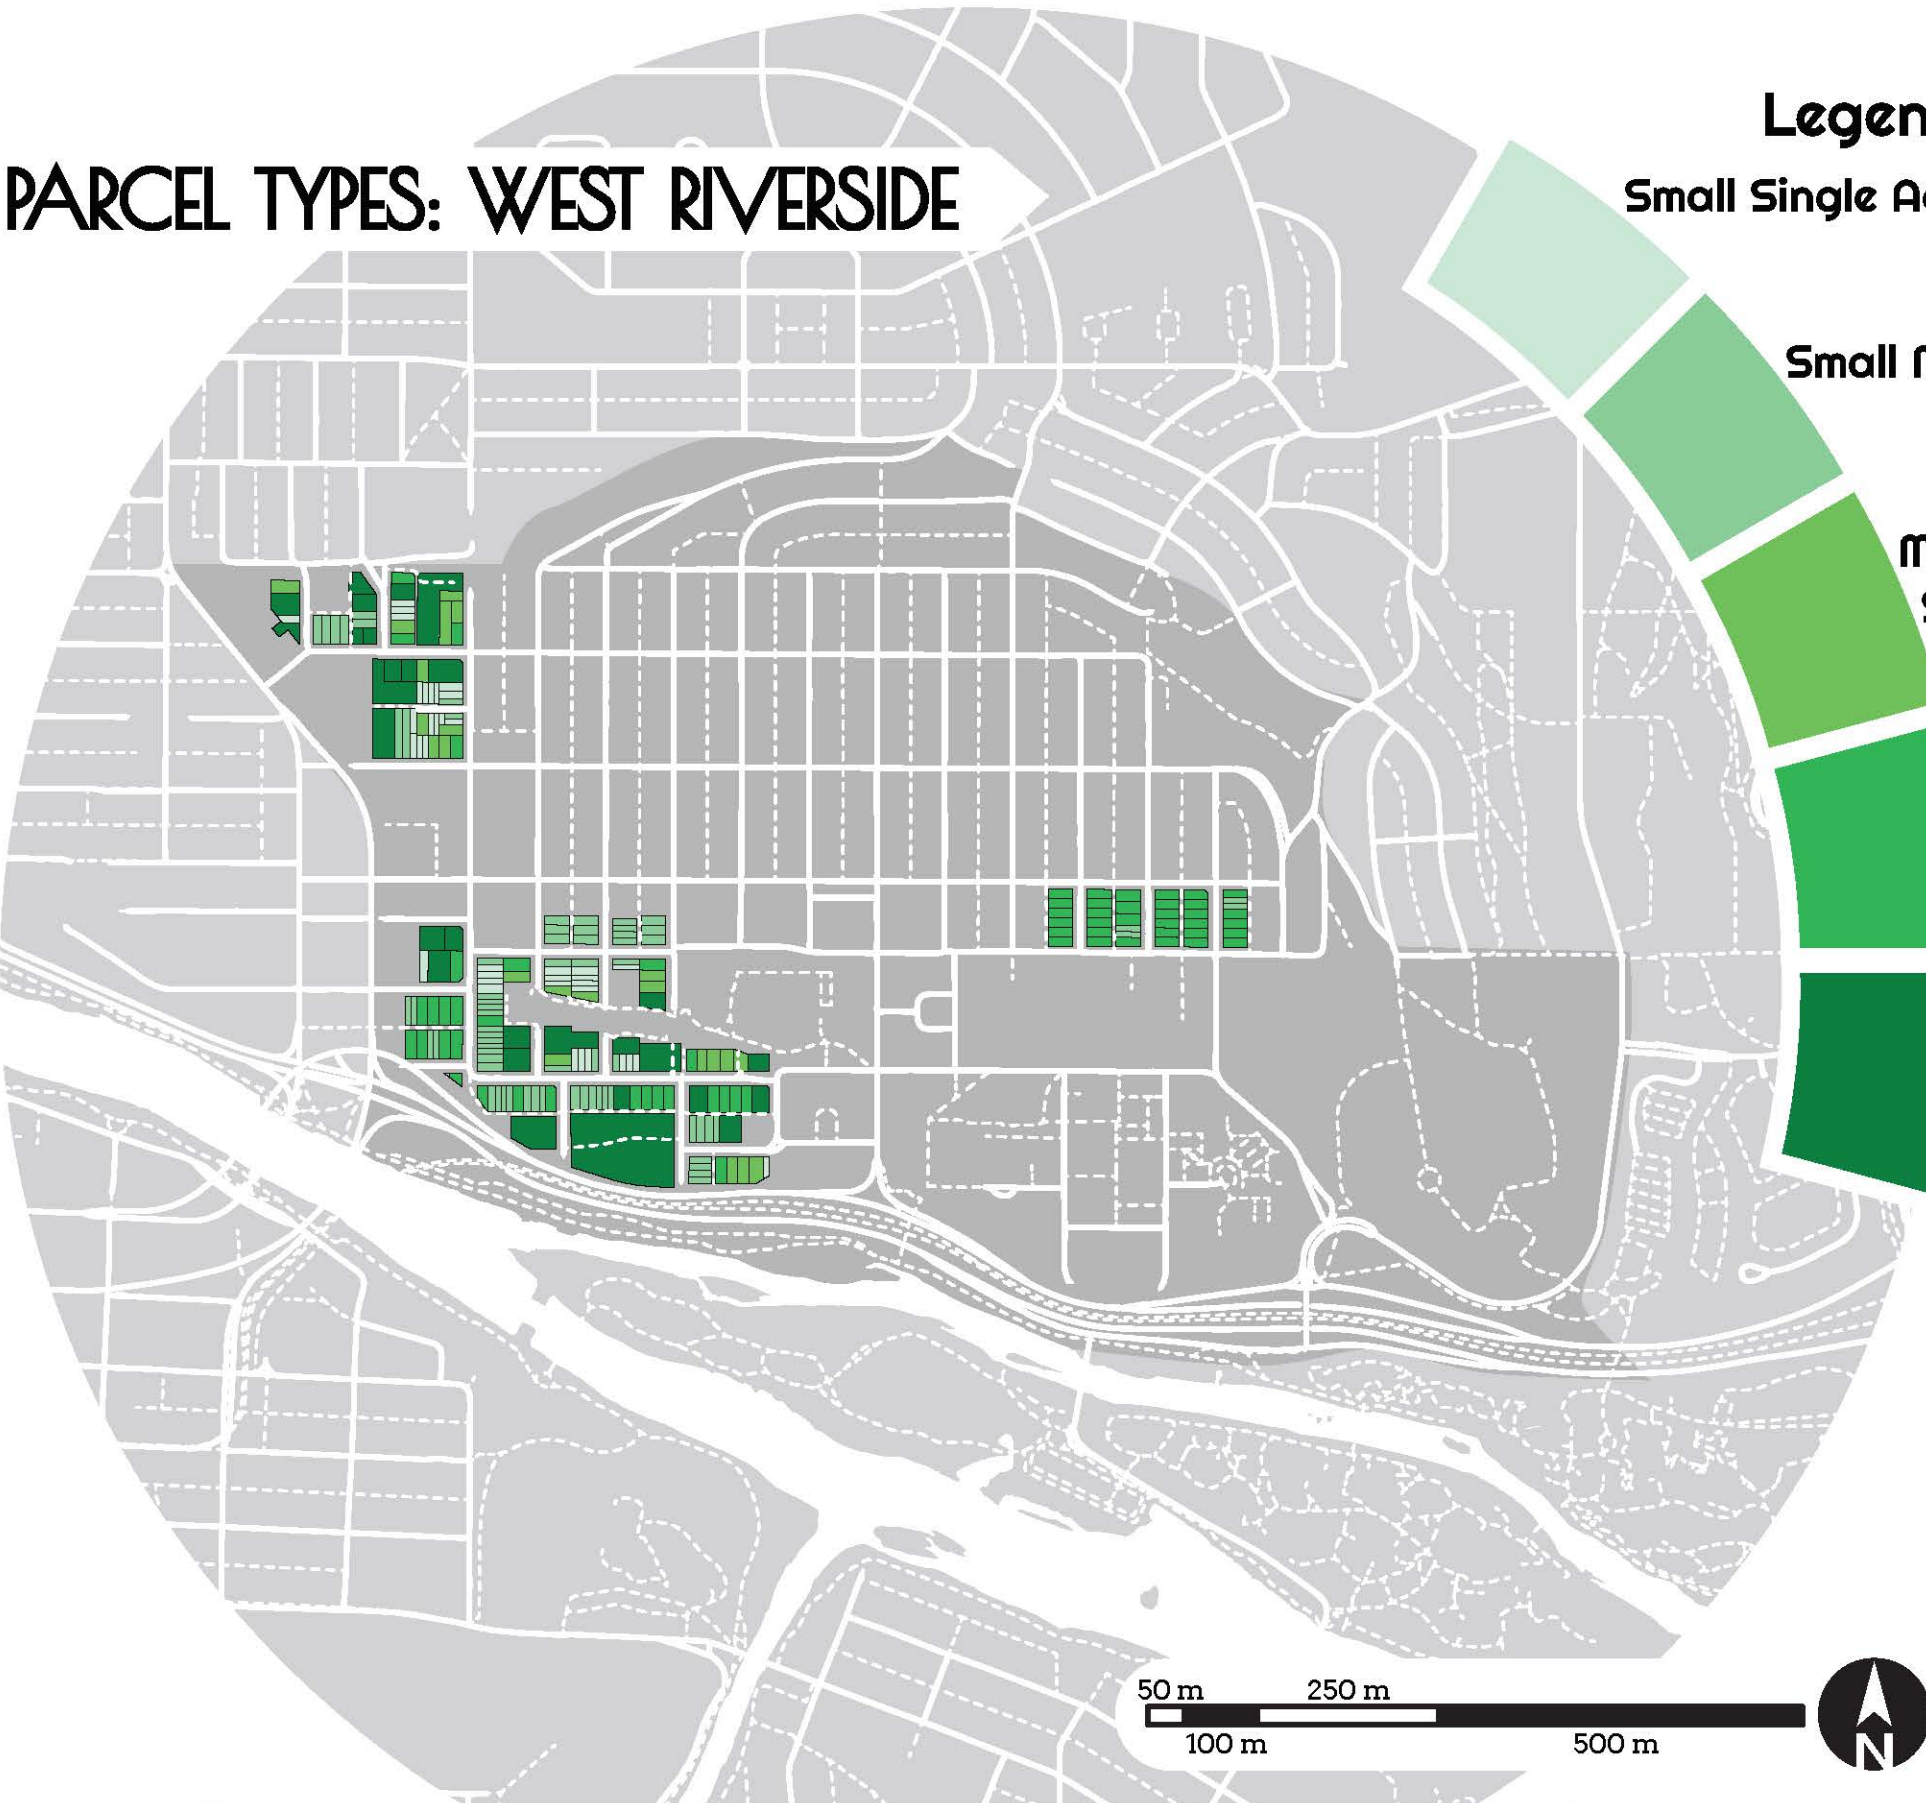 PARCEL TYPES: WEST RIVERSIDE
Legen
Small Single A
Small
50 m
250 m
100 m
500 m
N